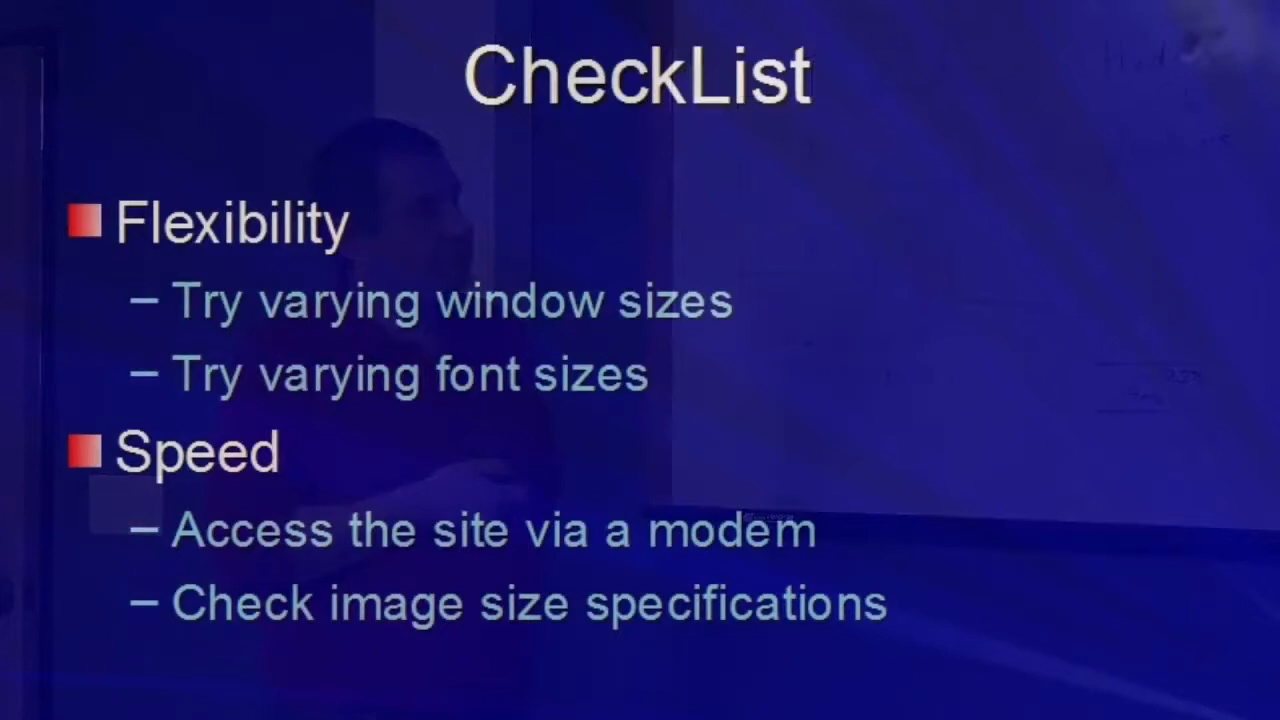 CheckList
Flexibility
– Try varying window sizes
– Try varying font sizes
Speed
– Access the site via a modem
– Check image size specifications